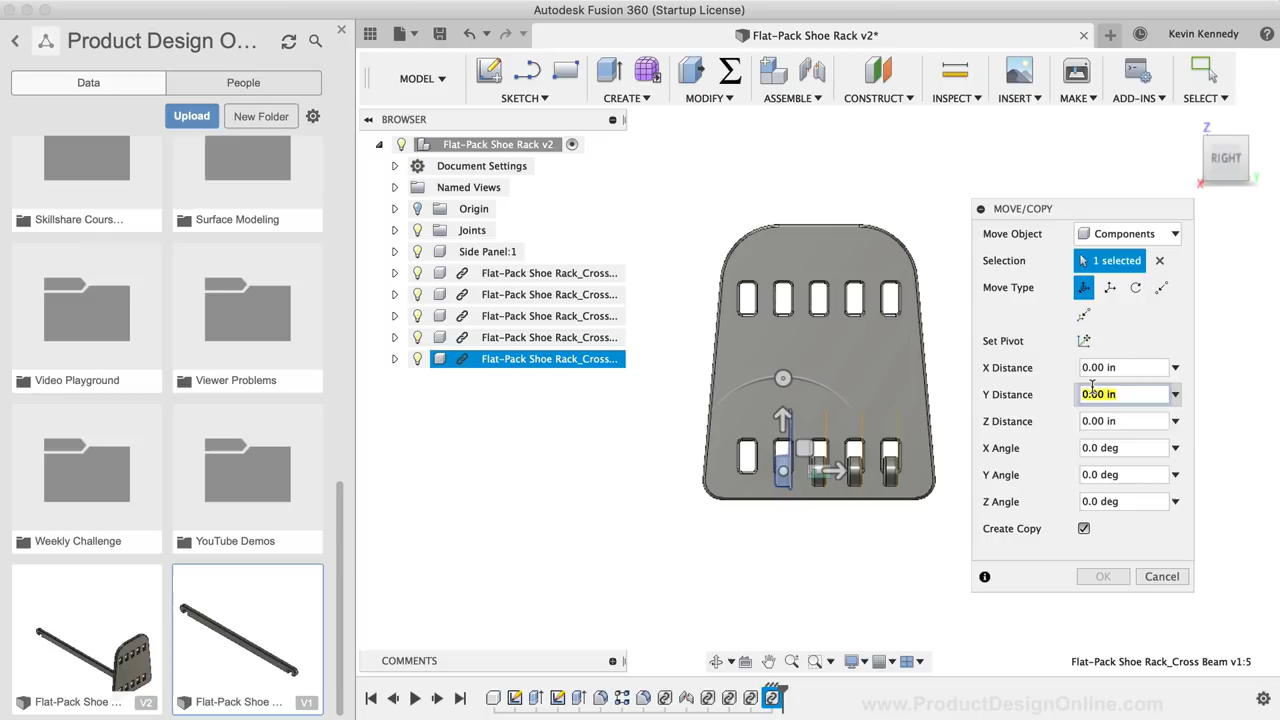 Autodesk Fusion 360 (Startup License)
Product Design O...
Data
People
Upload
New Folder
Skillshare Cours...
Surface Modeling
Video Playground
Viewer Problems
Weekly Challenge
YouTube Demos
Flat-Pack Shoe ...
V2
Flat-Pack Shoe ...
V1
Flat-Pack Shoe Rack v2*
Kevin Kennedy
MODEL
SKETCH
CREATE
MODIFY
ASSEMBLE
CONSTRUCT
INSPECT
INSERT
MAKE
ADD-INS
SELECT
BROWSER
Flat-Pack Shoe Rack v2
Document Settings
Named Views
Origin
Joints
Side Panel:1
Flat-Pack Shoe Rack_Cross...
Flat-Pack Shoe Rack_Cross...
Flat-Pack Shoe Rack_Cross...
Flat-Pack Shoe Rack_Cross...
Flat-Pack Shoe Rack_Cross...
Z
RIGHT
X
Y
MOVE/COPY
Move Object
Components
Selection
1 selected
Move Type
Set Pivot
X Distance
0.00 in
Y Distance
0.00 in
Z Distance
0.00 in
X Angle
0.0 deg
Y Angle
0.0 deg
Z Angle
0.0 deg
Create Copy
OK
Cancel
COMMENTS
Flat-Pack Shoe Rack_Cross Beam v1:5
www.ProductDesignOnline.com